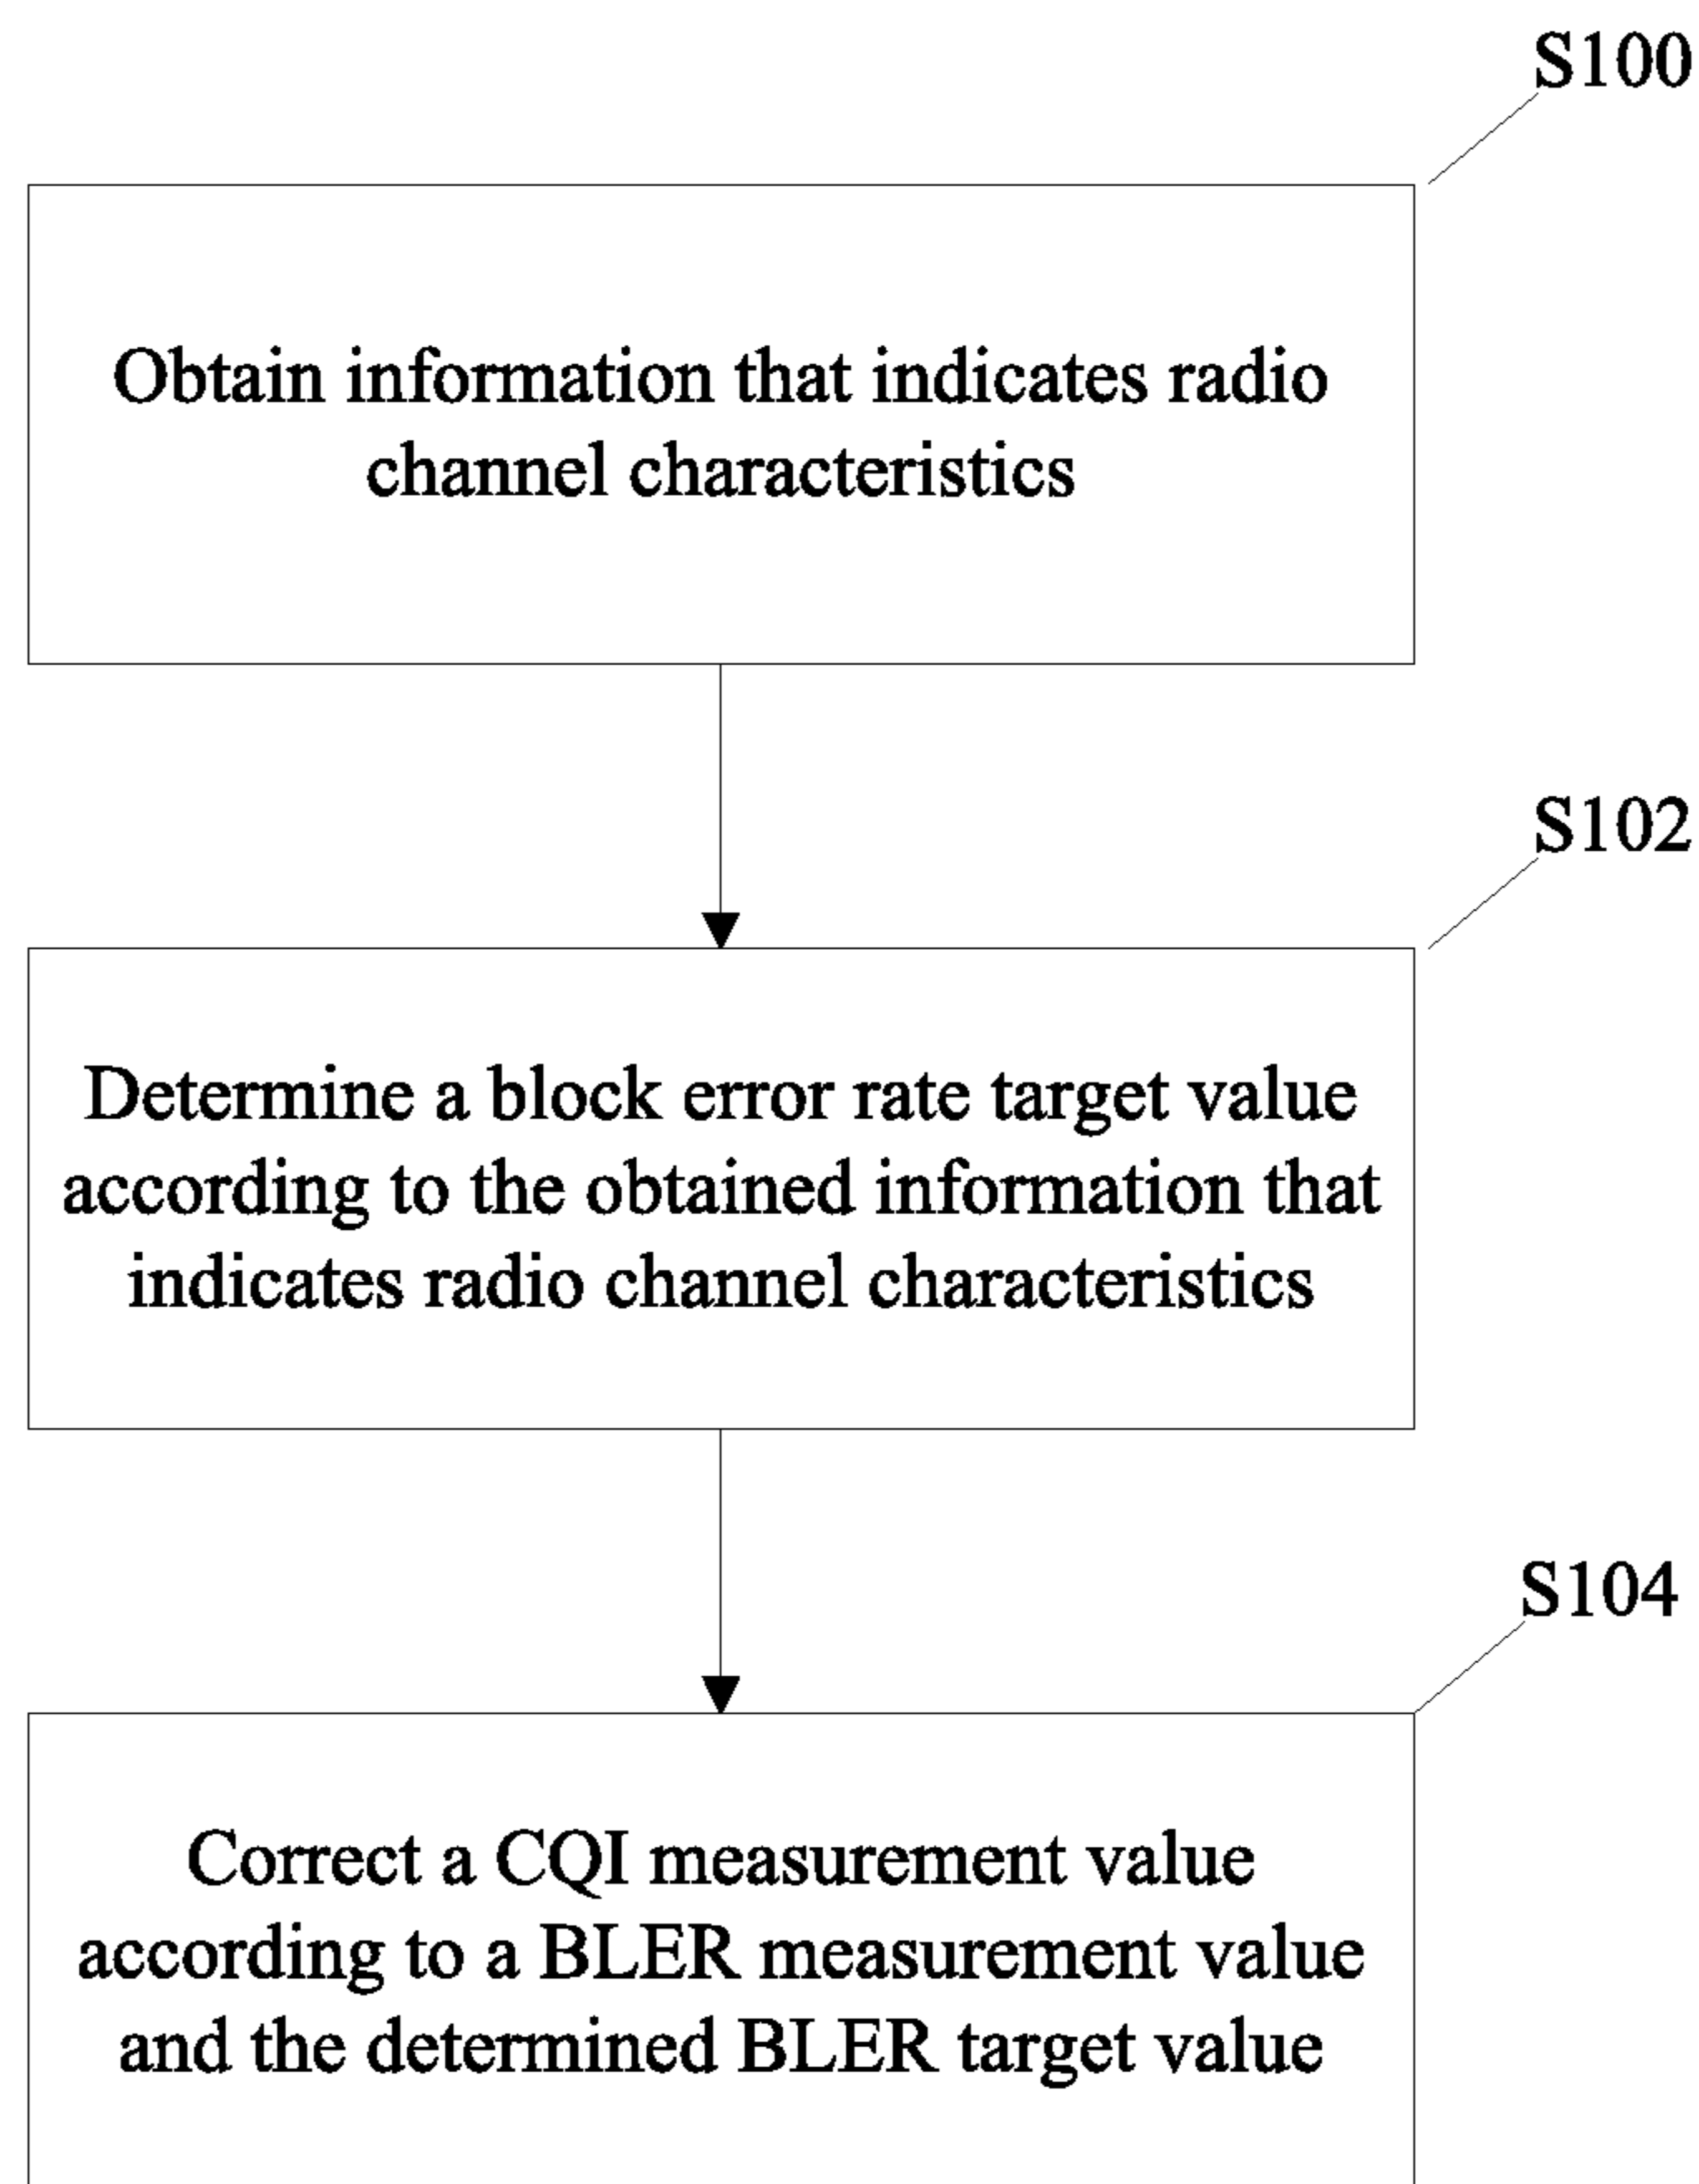 S100
Obtain information that indicates radio
channel characteristics
S102
Determine a block error rate target value
according to the obtained information that
indicates radio channel characteristics
S104
Correct a CQI measurement value
according to a BLER measurement value
and the determined BLER target value